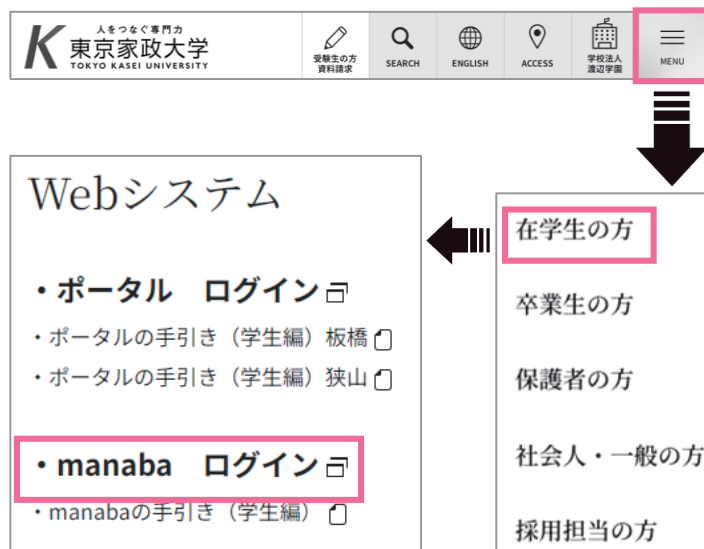 人をつなぐ専門力
K 東京家政大学
TOKYO KASEI UNIVERSITY
受験生の方
資料請求
SEARCH
ENGLISH
ACCESS
学校法人
渡辺学園
MENU
在学生の方
卒業生の方
保護者の方
社会人・一般の方
採用担当の方
Webシステム
・ポータル　ログイン
・ポータルの手引き（学生編）板橋
・ポータルの手引き（学生編）狭山
・manaba　ログイン
・manabaの手引き（学生編）